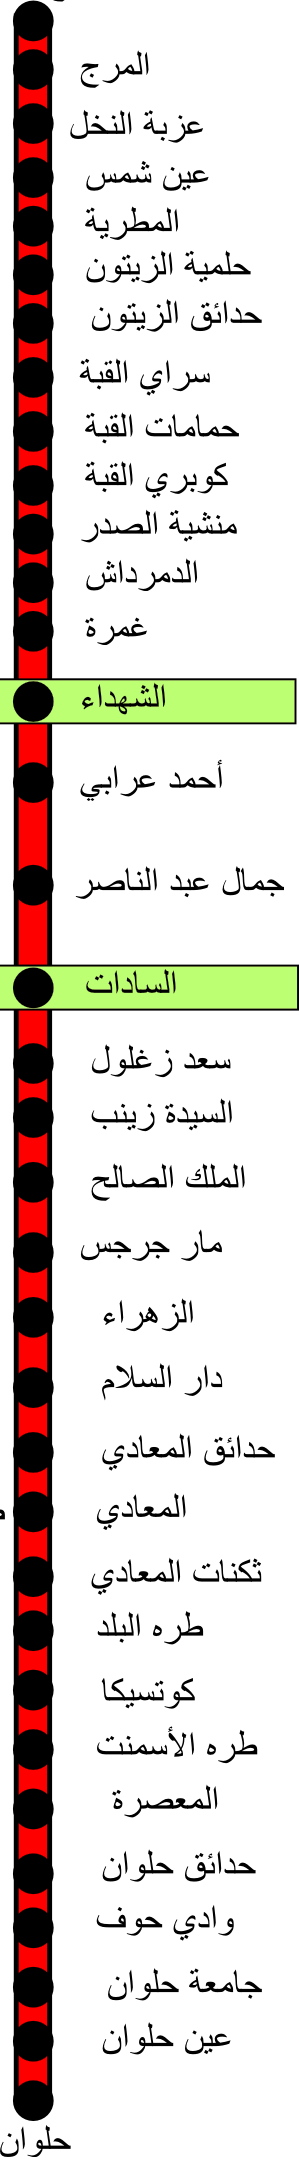 المرج
عزبة النخل
عين شمس
المطرية
حلمية الزيتون
حدائق الزيتون
سراي القبة
حمامات القبة
كوبري القبة
منشية الصدر
الدمرداش
غمرة
الشهداء
أحمد عرابي
جمال عبد الناصر
السادات
سعد زغلول
السيدة زينب
الملك الصالح
مار جرجس
الزهراء
دار السلام
حدائق المعادي
المعادي
ثكنات المعادي
طره البلد
كوتسيكا
طره الأسمنت
المعصرة
حدائق حلوان
وادي حوف
جامعة حلوان
عين حلوان
حلوان